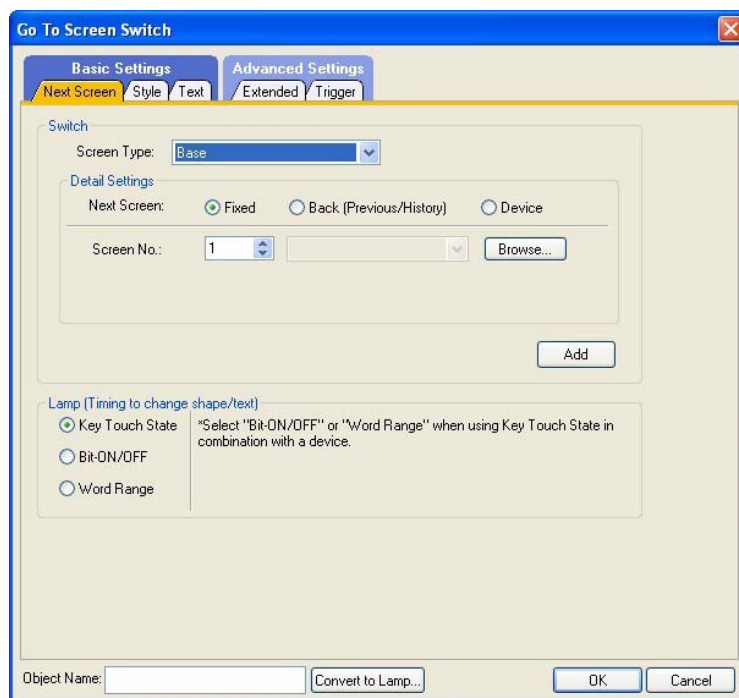 Go To Screen Switch
Basic Settings
Advanced Settings
Next Screen
Style
Text
Extended
Trigger
Switch
Screen Type:
Base
Detail Settings
Next Screen:
Fixed
Back (Previous/History)
Device
Screen No.:
1
Browse...
Add
Lamp (Timing to change shape/text)
Key Touch State
*Select "Bit-ON/OFF" or "Word Range" when using Key Touch State in
combination with a device.
Bit-ON/OFF
Word Range
Object Name:
Convert to Lamp...
OK
Cancel